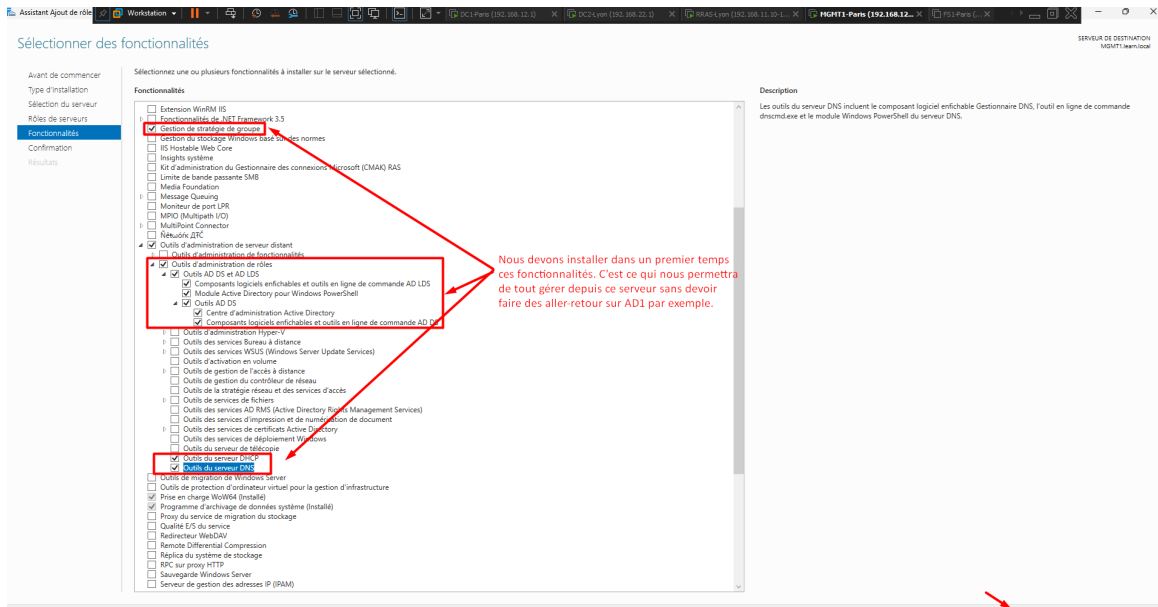 Assistant Ajout de rôle
Workstation
DC1-Paris (192.168.12.1)
DC2-Lyon (192.168.22.1)
RRAS-Lyon (192.168.11.10-1...
MGMT1-Paris (192.168.12...
FS1-Paris (...
Sélectionner des fonctionnalités
SERVEUR DE DESTINATION
MGMT1.learn.local
Avant de commencer
Type d'installation
Sélection du serveur
Rôles de serveurs
Fonctionnalités
Confirmation
Résultats
Sélectionnez une ou plusieurs fonctionnalités à installer sur le serveur sélectionné.
Fonctionnalités
Extension WinRM IIS
Fonctionnalités de .NET Framework 3.5
Gestion de stratégie de groupe
Gestion du stockage Windows basé sur des normes
IIS Hostable Web Core
Insights système
Kit d'administration du Gestionnaire des connexions Microsoft (CMAK) RAS
Limite de bande passante SMB
Media Foundation
Message Queuing
Moniteur de port LPR
MPIO (Multipath I/O)
MultiPoint Connector
Outils d'administration de serveur distant
Outils d'administration de fonctionnalités
Outils d'administration de rôles
Outils AD DS et AD LDS
Composants logiciels enfichables et outils en ligne de commande AD LDS
Module Active Directory pour Windows PowerShell
Outils AD DS
Centre d'administration Active Directory
Composants logiciels enfichables et outils en ligne de commande AD DS
Outils d'administration Hyper-V
Outils des services Bureau à distance
Outils des services WSUS (Windows Server Update Services)
Outils d'activation en volume
Outils de gestion de l'accès à distance
Outils de gestion du contrôleur de réseau
Outils de la stratégie réseau et des services d'accès
Outils de services de fichiers
Outils des services AD RMS (Active Directory Rights Management Services)
Outils des services d'impression et de numérisation de document
Outils des services de certificats Active Directory
Outils des services de déploiement Windows
Outils du serveur de télécopie
Outils du serveur DHCP
Outils du serveur DNS
Outils de migration de Windows Server
Outils de protection d'ordinateur virtuel pour la gestion d'infrastructure
Prise en charge WoW64 (Installé)
Programme d'archivage de données système (Installé)
Proxy du service de migration du stockage
Qualité E/S du service
Redirecteur WebDAV
Remote Differential Compression
Réplica du système de stockage
RPC sur proxy HTTP
Sauvegarde Windows Server
Serveur de gestion des adresses IP (IPAM)
Nous devons installer dans un premier temps
ces fonctionnalités. C'est ce qui nous permettra
de tout gérer depuis ce serveur sans devoir
faire des aller-retour sur AD1 par exemple.
Description
Les outils du serveur DNS incluent le composant logiciel enfichable Gestionnaire DNS, l'outil en ligne de commande
dnscmd.exe et le module Windows PowerShell du serveur DNS.